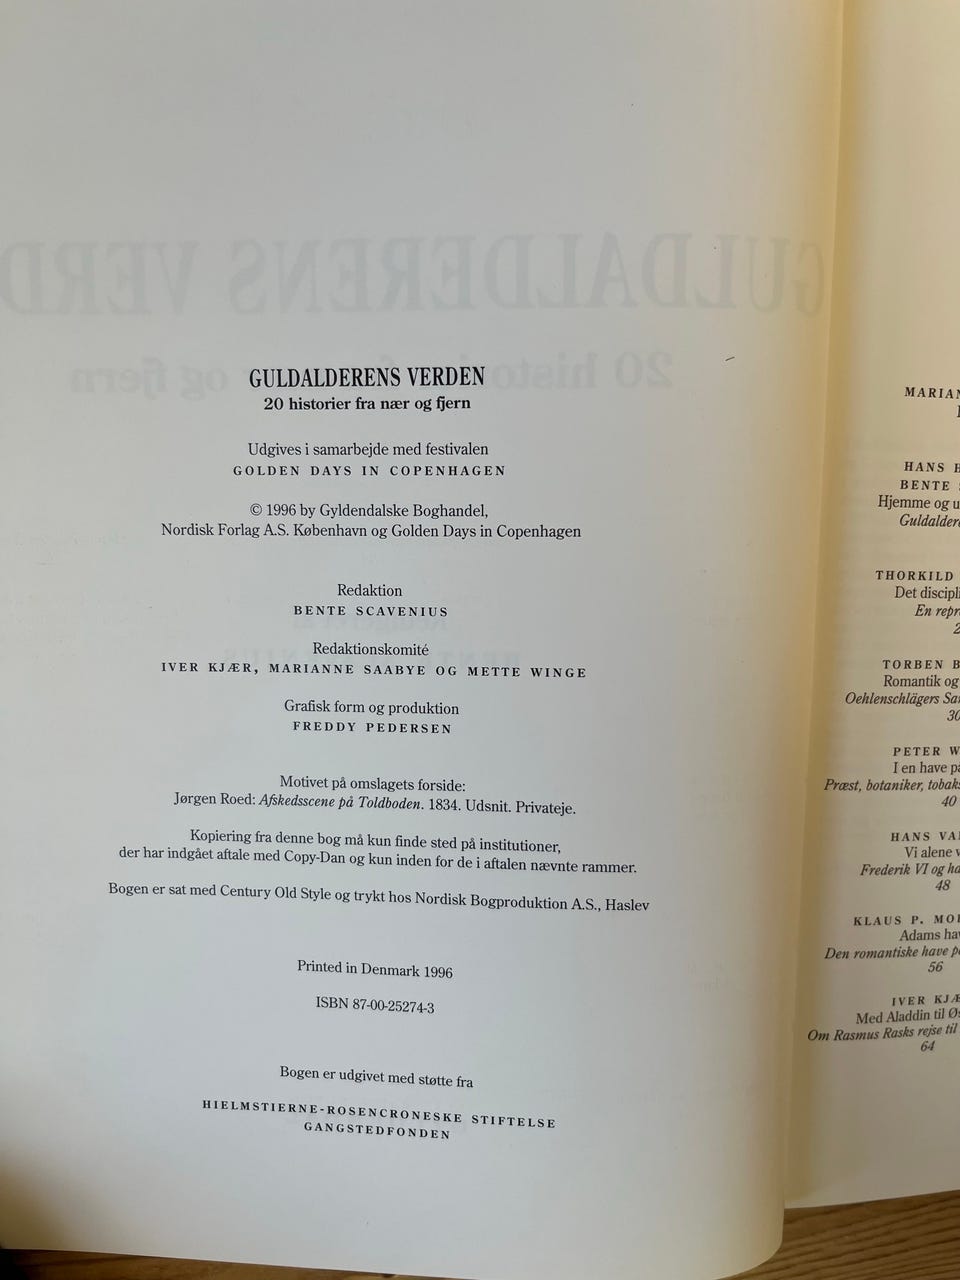 GULDALDERENS VERDEN
20 historier fra nær og fjern
Udgives i samarbejde med festivalen
GOLDEN DAYS IN COPENHAGEN
© 1996 by Gyldendalske Boghandel,
Nordisk Forlag A.S. København og Golden Days in Copenhagen
Redaktion
BENTE SCAVENIUS
Redaktionskomité
IVER KJÆR, MARIANNE SAABYE OG METTE WINGE
Grafisk form og produktion
FREDDY PEDERSEN
Motivet på omslagets forside:
Jørgen Roed: Afskedsscene på Toldboden. 1834. Udsnit. Privateje.
Kopiering fra denne bog må kun finde sted på institutioner,
der har indgået aftale med Copy-Dan og kun inden for de i aftalen nævnte rammer.
Bogen er sat med Century Old Style og trykt hos Nordisk Bogproduktion A.S., Haslev
Printed in Denmark 1996
ISBN 87-00-25274-3
Bogen er udgivet med støtte fra
HIELMSTIERNE-ROSENCRONESKE STIFTELSE
GANGSTEDFONDEN
HANS
BENTE
Hjemme og
THORKILD
Det
En
TORBEN
Romantik og
Oehlenschlägers
30
PETER
I en have
Præst, botaniker,
40
HANS
Vi alene
Frederik VI og
48
KLAUS P.
Adams
Den romantiske have
56
IVER
Med Aladdin til
Om Rasmus Rasks rejse til
64